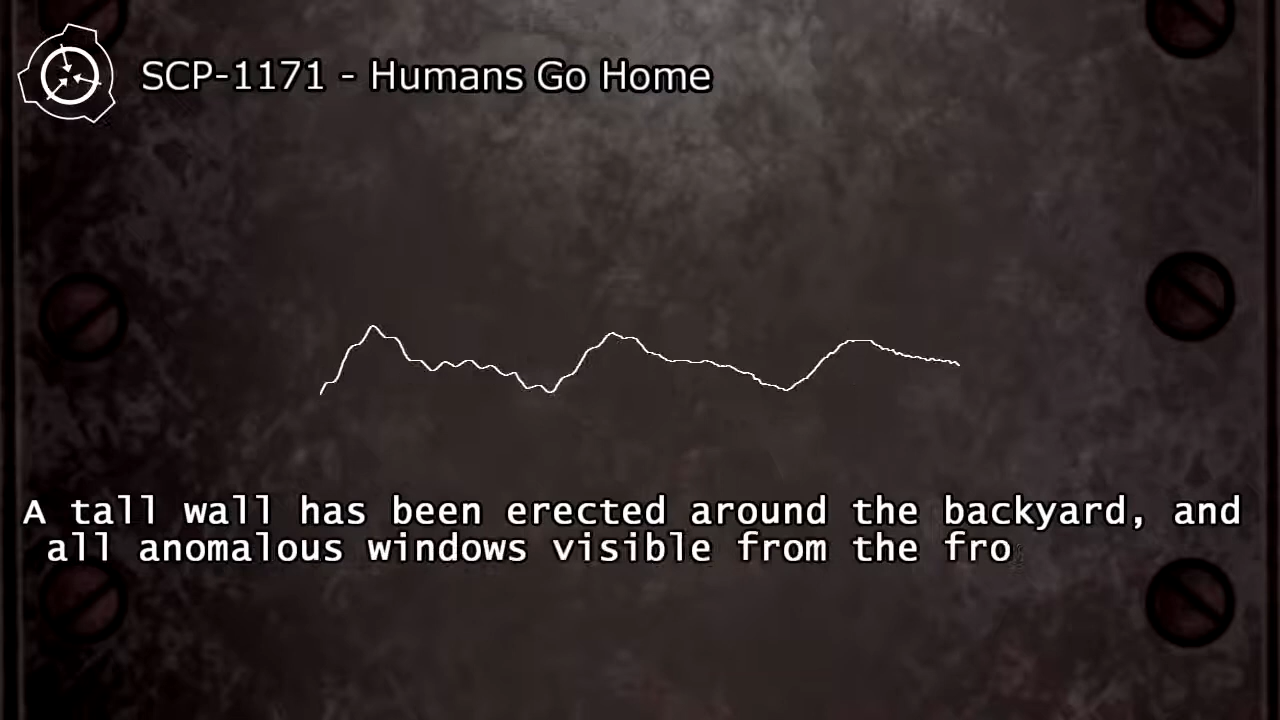 SCP-1171 - Humans Go Home
A tall wall has been erected around the backyard, and
all anomalous windows visible from the fro